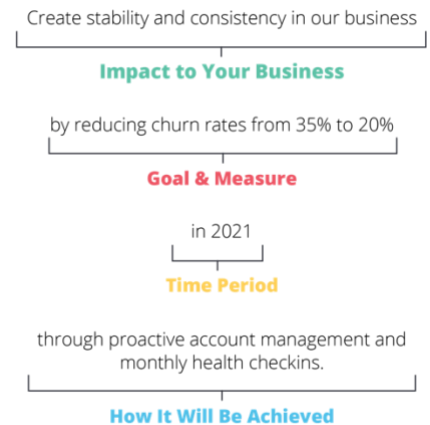 Create stability and consistency in our business
Impact to Your Business
by reducing churn rates from 35% to 20%
Goal & Measure
in 2021
Time Period
through proactive account management and
monthly health checkins.
How It Will Be Achieved